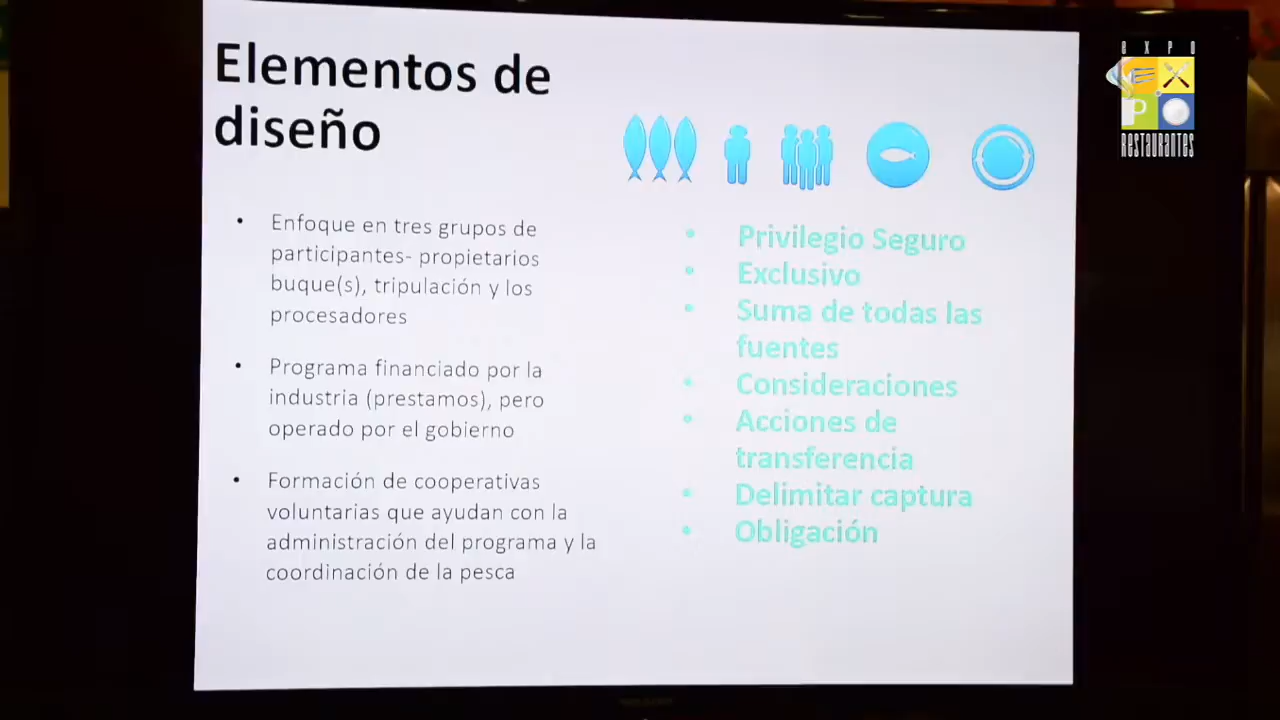 Elementos de
diseño
• Enfoque en tres grupos de
participantes- propietarios
buque(s), tripulación y los
procesadores
• Programa financiado por la
industria (prestamos), pero
operado por el gobierno
• Formación de cooperativas
voluntarias que ayudan con la
administración del programa y la
coordinación de la pesca
• Privilegio Seguro
• Exclusivo
• Suma de todas las
fuentes
• Consideraciones
• Acciones de
transferencia
• Delimitar captura
• Obligación
EXPO
P
RESTAURANTES